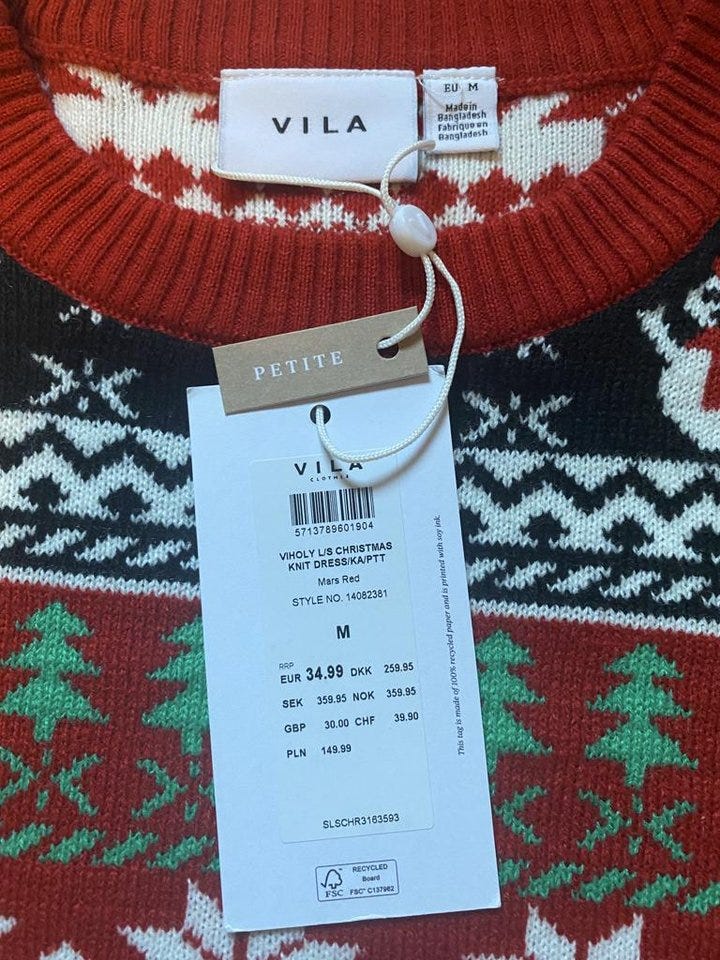 VILA
EU M
Made in
Bangladesh
Fabriqué en
Bangladesh
PETITE
VILA
CLOTHES
5713789601904
VIHOLY L/S CHRISTMAS
KNIT DRESS/KA/PTT
Mars Red
STYLE NO. 14082381
M
RRP
EUR 34.99 DKK 259.95
SEK 359.95 NOK 359.95
GBP 30.00 CHF 39.90
PLN 149.99
SLSCHR3163593
This tag is made of 100% recycled paper and is printed with soy ink.
FSC
RECYCLED
Board
FSC® C137962